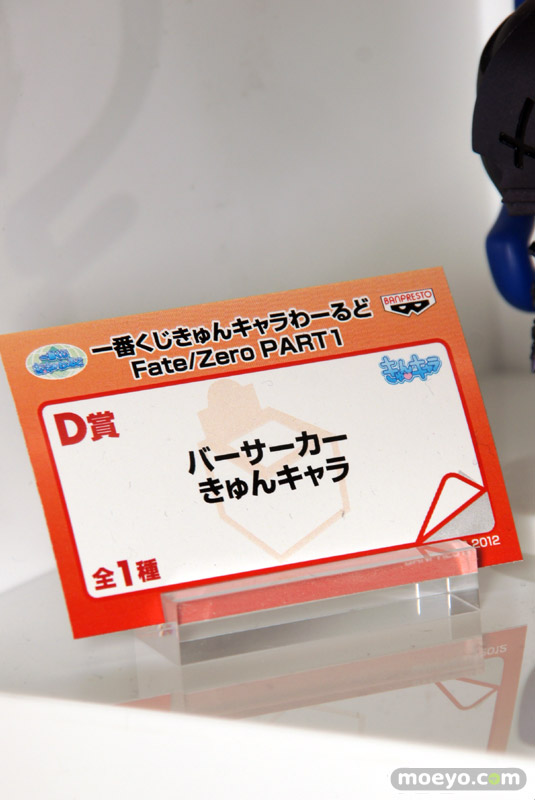 一番くじきゅんキャラわーるど
Fate/Zero PART1
BANPRESTO
きゅんキャラ
D賞
バーサーカー
きゅんキャラ
全1種
2012
moeyo.com